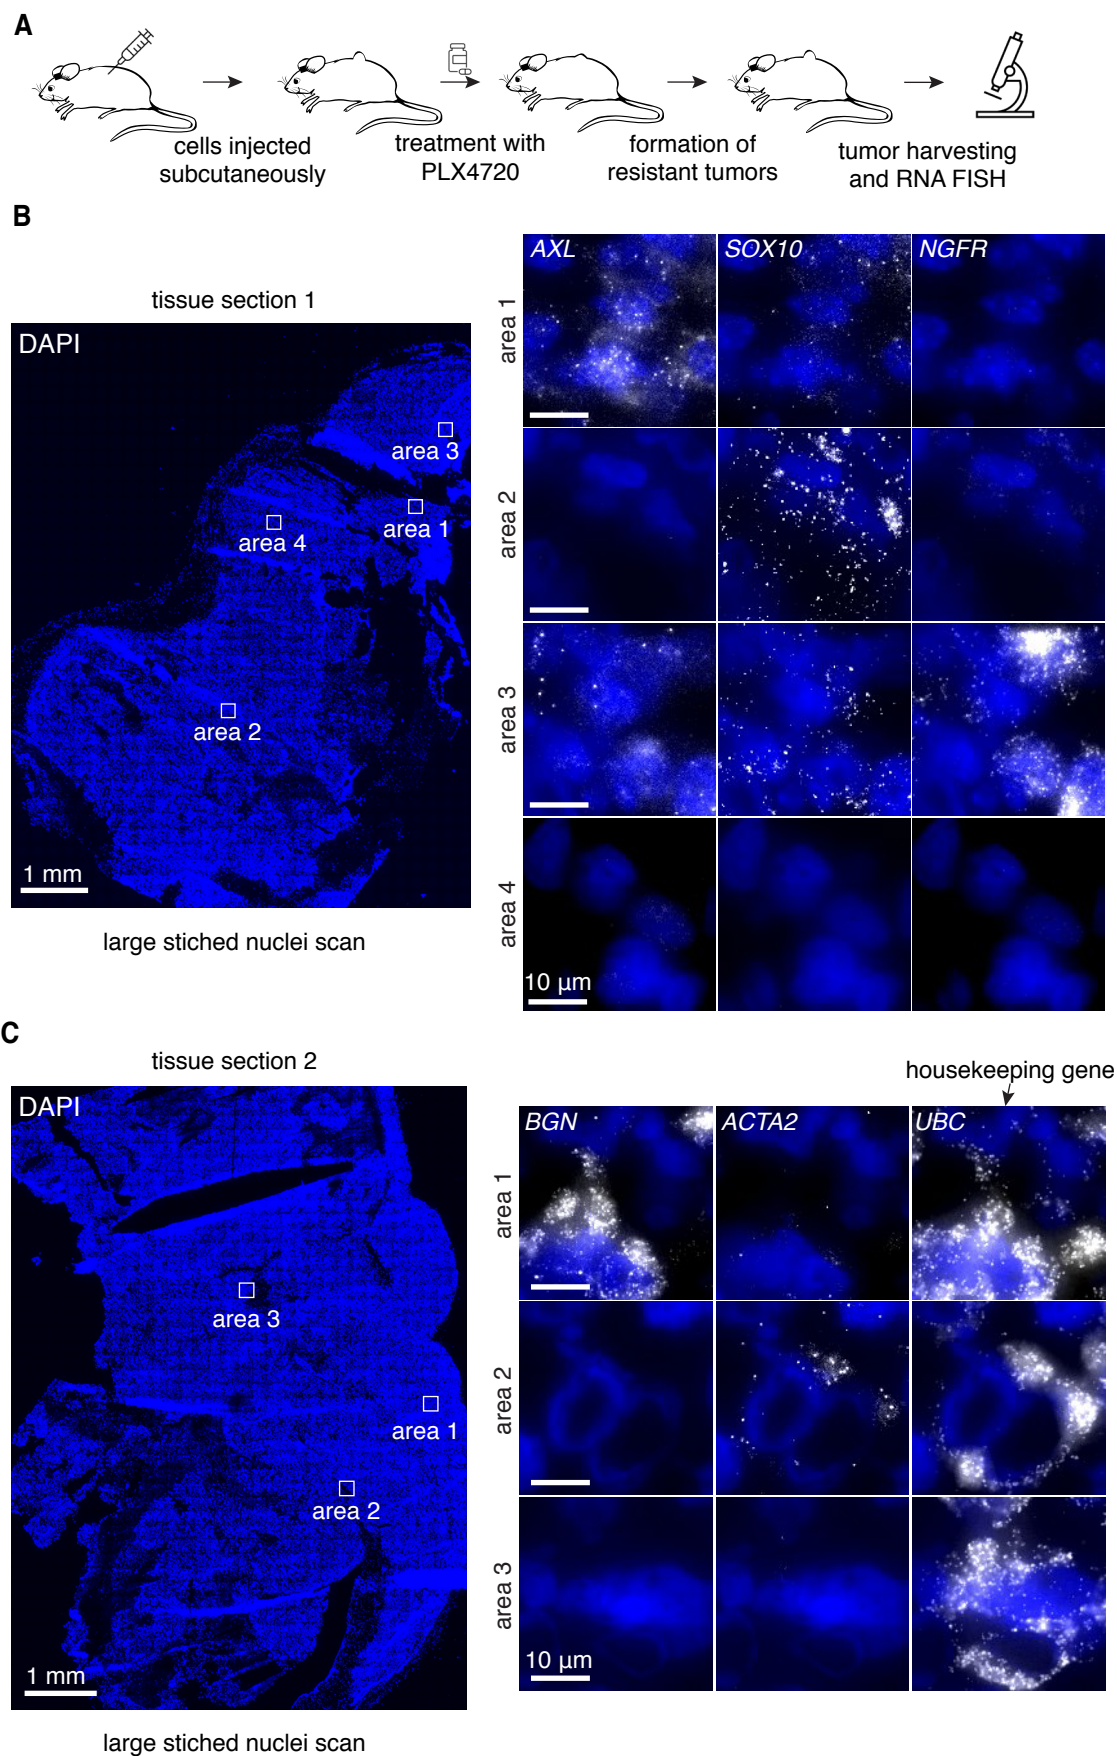 A
cells injected
subcutaneously
treatment with
PLX4720
formation of
resistant tumors
tumor harvesting
and RNA FISH
B
tissue section 1
DAPI
area 3
area 1
area 4
area 2
1 mm
large stiched nuclei scan
AXL
SOX10
NGFR
area 1
area 2
area 3
area 4
10 µm
C
tissue section 2
DAPI
area 3
area 1
area 2
1 mm
large stiched nuclei scan
housekeeping gene
BGN
ACTA2
UBC
area 1
area 2
area 3
10 µm